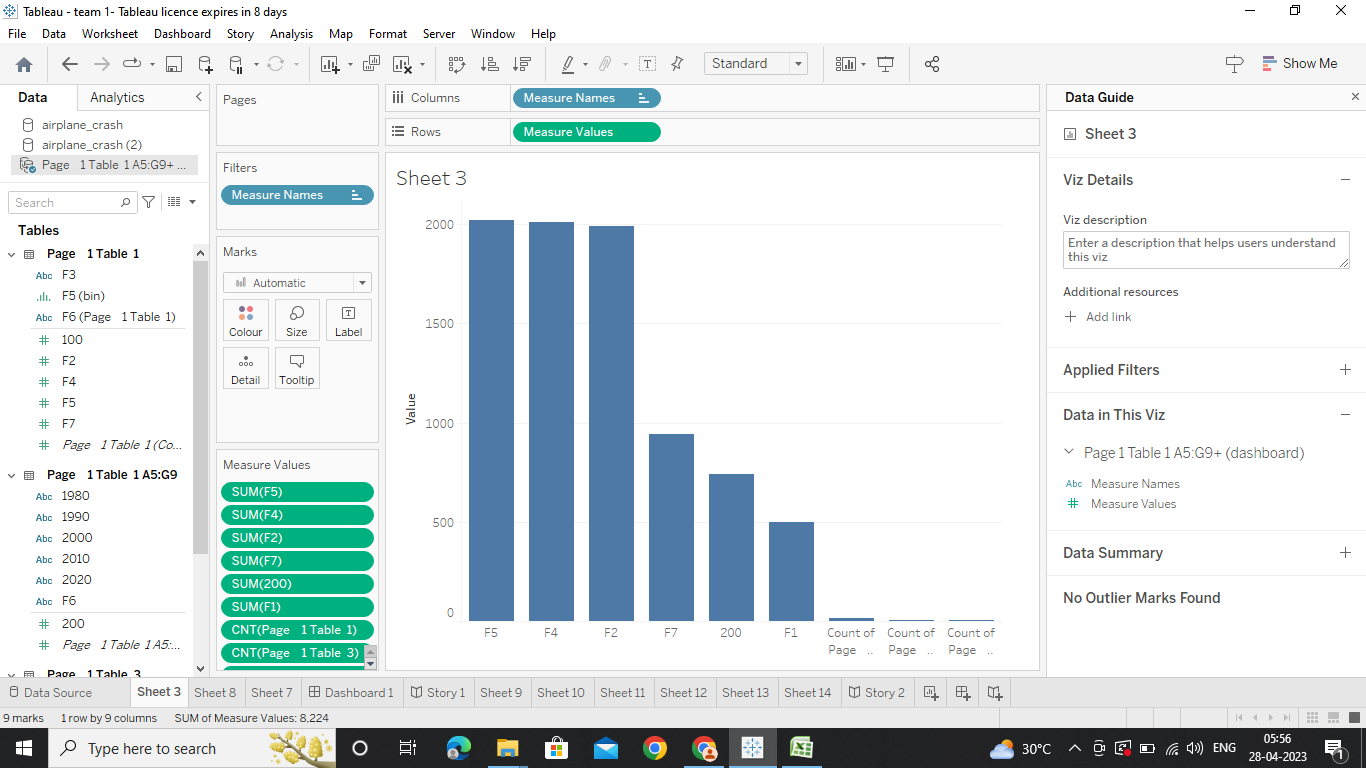 Tableau - team 1- Tableau licence expires in 8 days
File Data Worksheet Dashboard Story Analysis Map Format Server Window Help
Standard
Show Me
Data Analytics
airplane_crash
airplane_crash (2)
Page 1 Table 1 A5:G9+ ...
Search
Tables
Page 1 Table 1
Abc F3
F5 (bin)
Abc F6 (Page 1 Table 1)
# 100
# F2
# F4
# F5
# F7
# Page 1 Table 1 (Co...
Page 1 Table 1 A5:G9
Abc 1980
Abc 1990
Abc 2000
Abc 2010
Abc 2020
Abc F6
# 200
# Page 1 Table 1 A5:...
Page 1 Table 3
Pages
Filters
Measure Names
Marks
Automatic
Colour Size Label
Detail Tooltip
Measure Values
SUM(F5)
SUM(F4)
SUM(F2)
SUM(F7)
SUM(200)
SUM(F1)
CNT(Page 1 Table 1)
CNT(Page 1 Table 3)
Columns Measure Names
Rows Measure Values
Sheet 3
2000
1500
1000
500
0
Value
F5 F4 F2 F7 200 F1 Count of Count of Count of
Page .. Page .. Page ..
Data Guide
Sheet 3
Viz Details
Viz description
Enter a description that helps users understand
this viz
Additional resources
Add link
Applied Filters
Data in This Viz
Page 1 Table 1 A5:G9+ (dashboard)
Abc Measure Names
# Measure Values
Data Summary
No Outlier Marks Found
Data Source Sheet 3 Sheet 8 Sheet 7 Dashboard 1 Story 1 Sheet 9 Sheet 10 Sheet 11 Sheet 12 Sheet 13 Sheet 14 Story 2
9 marks 1 row by 9 columns SUM of Measure Values: 8,224
Type here to search
30°C
ENG
05:56
28-04-2023
1